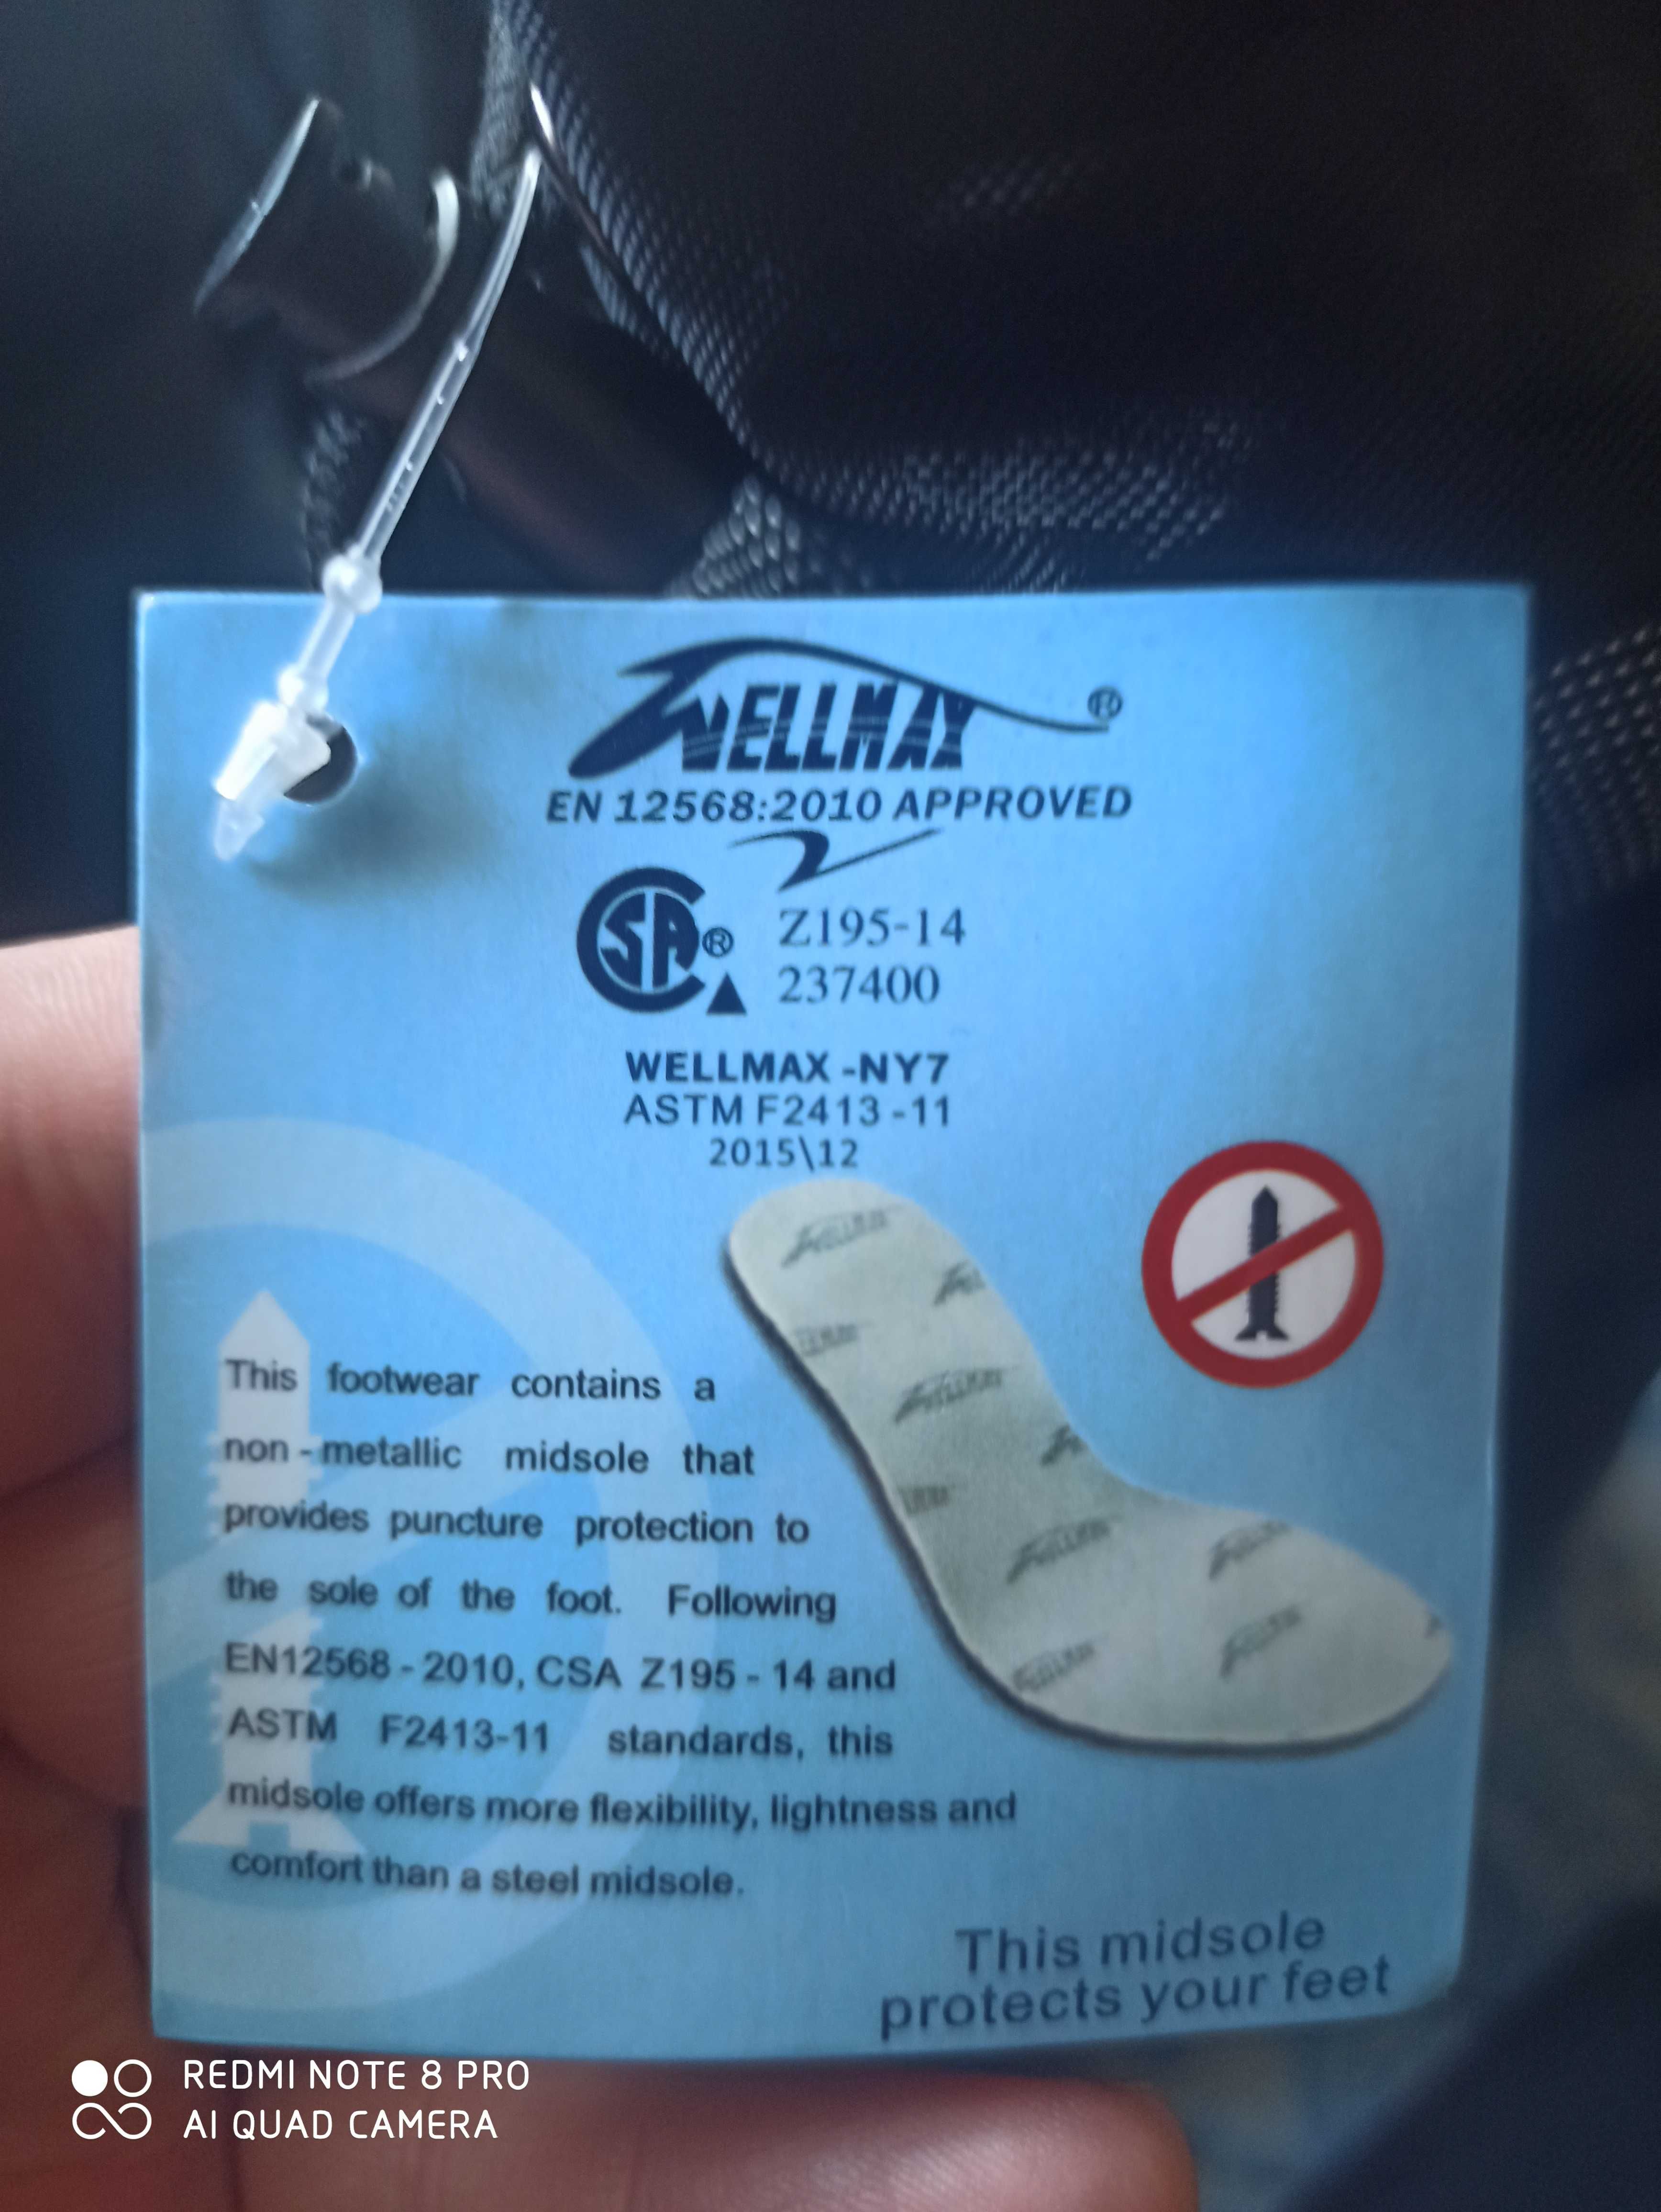 WELLMAX®
EN 12568:2010 APPROVED
CSA® Z195-14
237400
WELLMAX -NY7
ASTM F2413 -11
2015\12
This footwear contains a
non - metallic midsole that
provides puncture protection to
the sole of the foot. Following
EN12568 - 2010, CSA Z195 - 14 and
ASTM F2413-11 standards, this
midsole offers more flexibility, lightness and
comfort than a steel midsole.
This midsole
protects your feet
REDMI NOTE 8 PRO
AI QUAD CAMERA